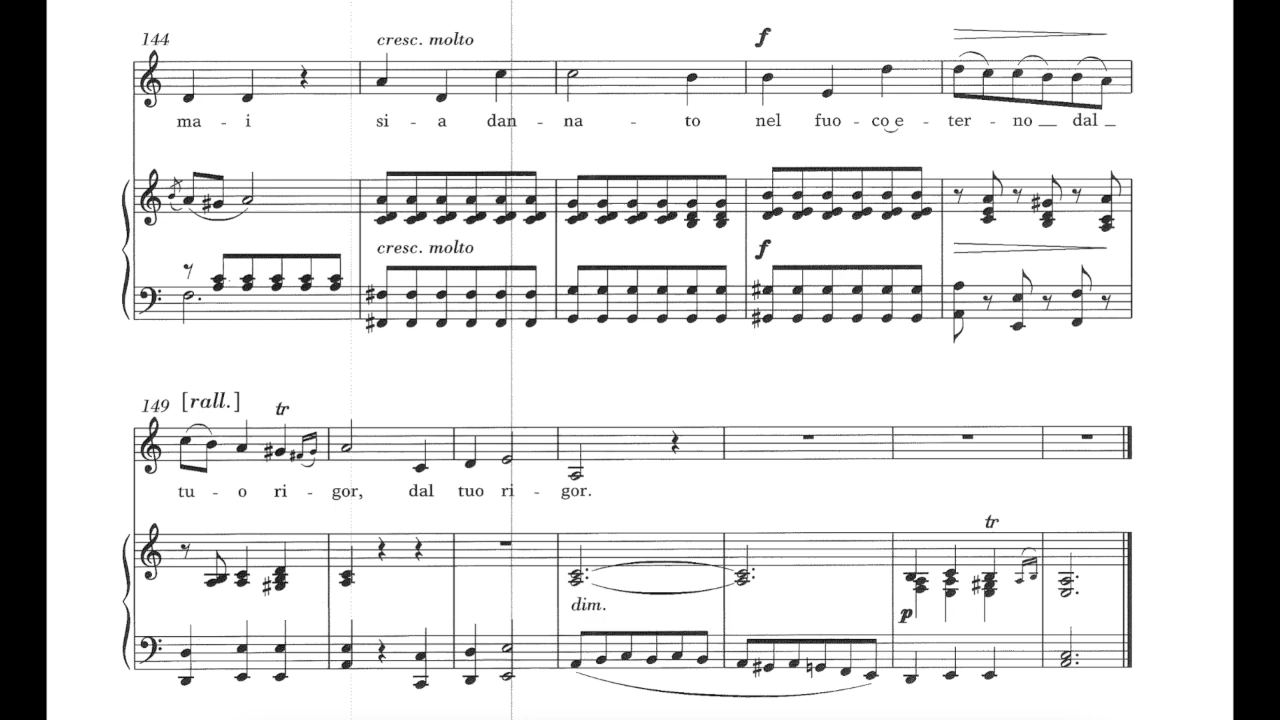 144 cresc. molto f
ma - i si - a dan - na - to nel fuo - co e - ter - no dal
cresc. molto f
149 [rall.] tr
tu - o ri - gor, dal tuo ri - gor.
tr
dim. p